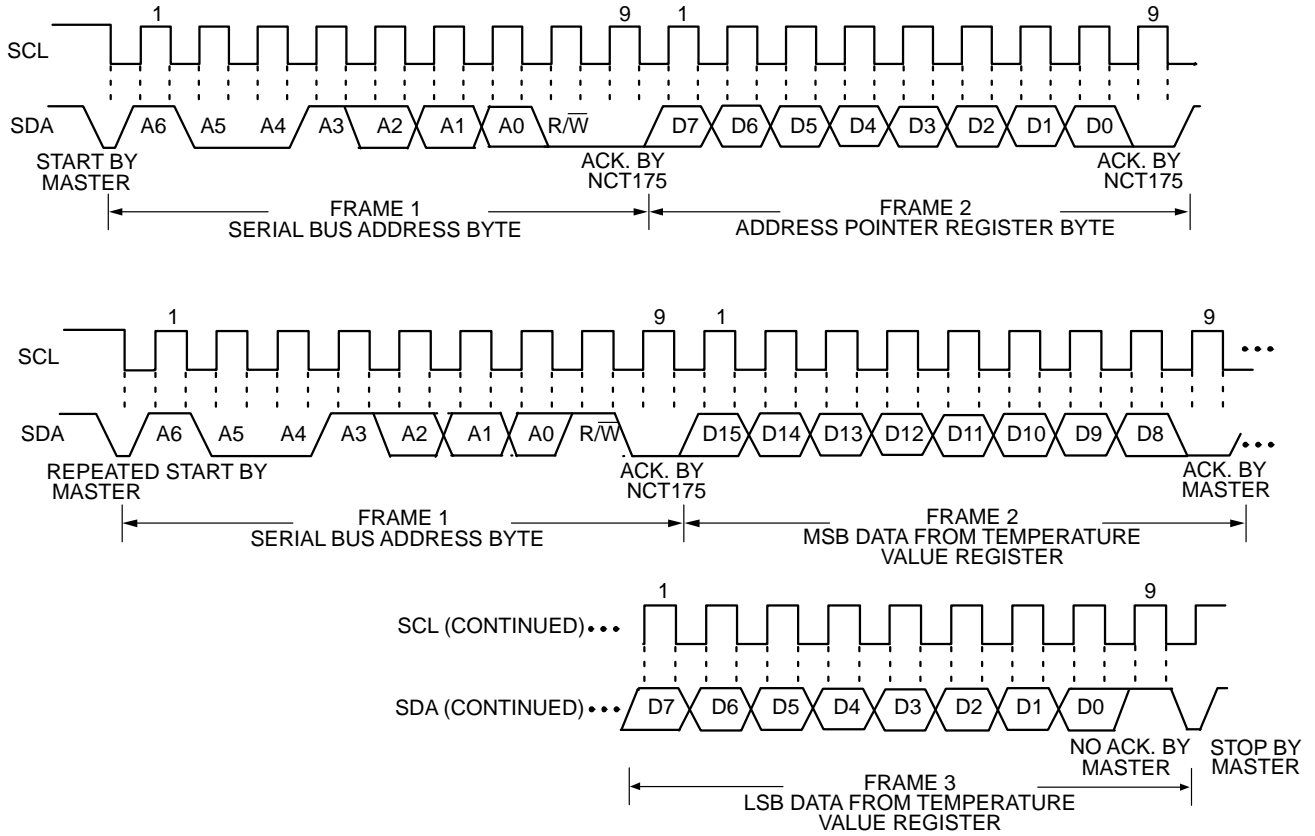 1 9 1 9
SCL
SDA A6 A5 A4 A3 A2 A1 A0 R/W̅ D7 D6 D5 D4 D3 D2 D1 D0
START BY
MASTER
ACK. BY
NCT175
ACK. BY
NCT175
FRAME 1
SERIAL BUS ADDRESS BYTE
FRAME 2
ADDRESS POINTER REGISTER BYTE
1 9 1 9
SCL
SDA A6 A5 A4 A3 A2 A1 A0 R/W̅ D15 D14 D13 D12 D11 D10 D9 D8
REPEATED START BY
MASTER
ACK. BY
NCT175
ACK. BY
MASTER
FRAME 1
SERIAL BUS ADDRESS BYTE
FRAME 2
MSB DATA FROM TEMPERATURE
VALUE REGISTER
1 9
SCL (CONTINUED)
SDA (CONTINUED) D7 D6 D5 D4 D3 D2 D1 D0
NO ACK. BY
MASTER
STOP BY
MASTER
FRAME 3
LSB DATA FROM TEMPERATURE
VALUE REGISTER